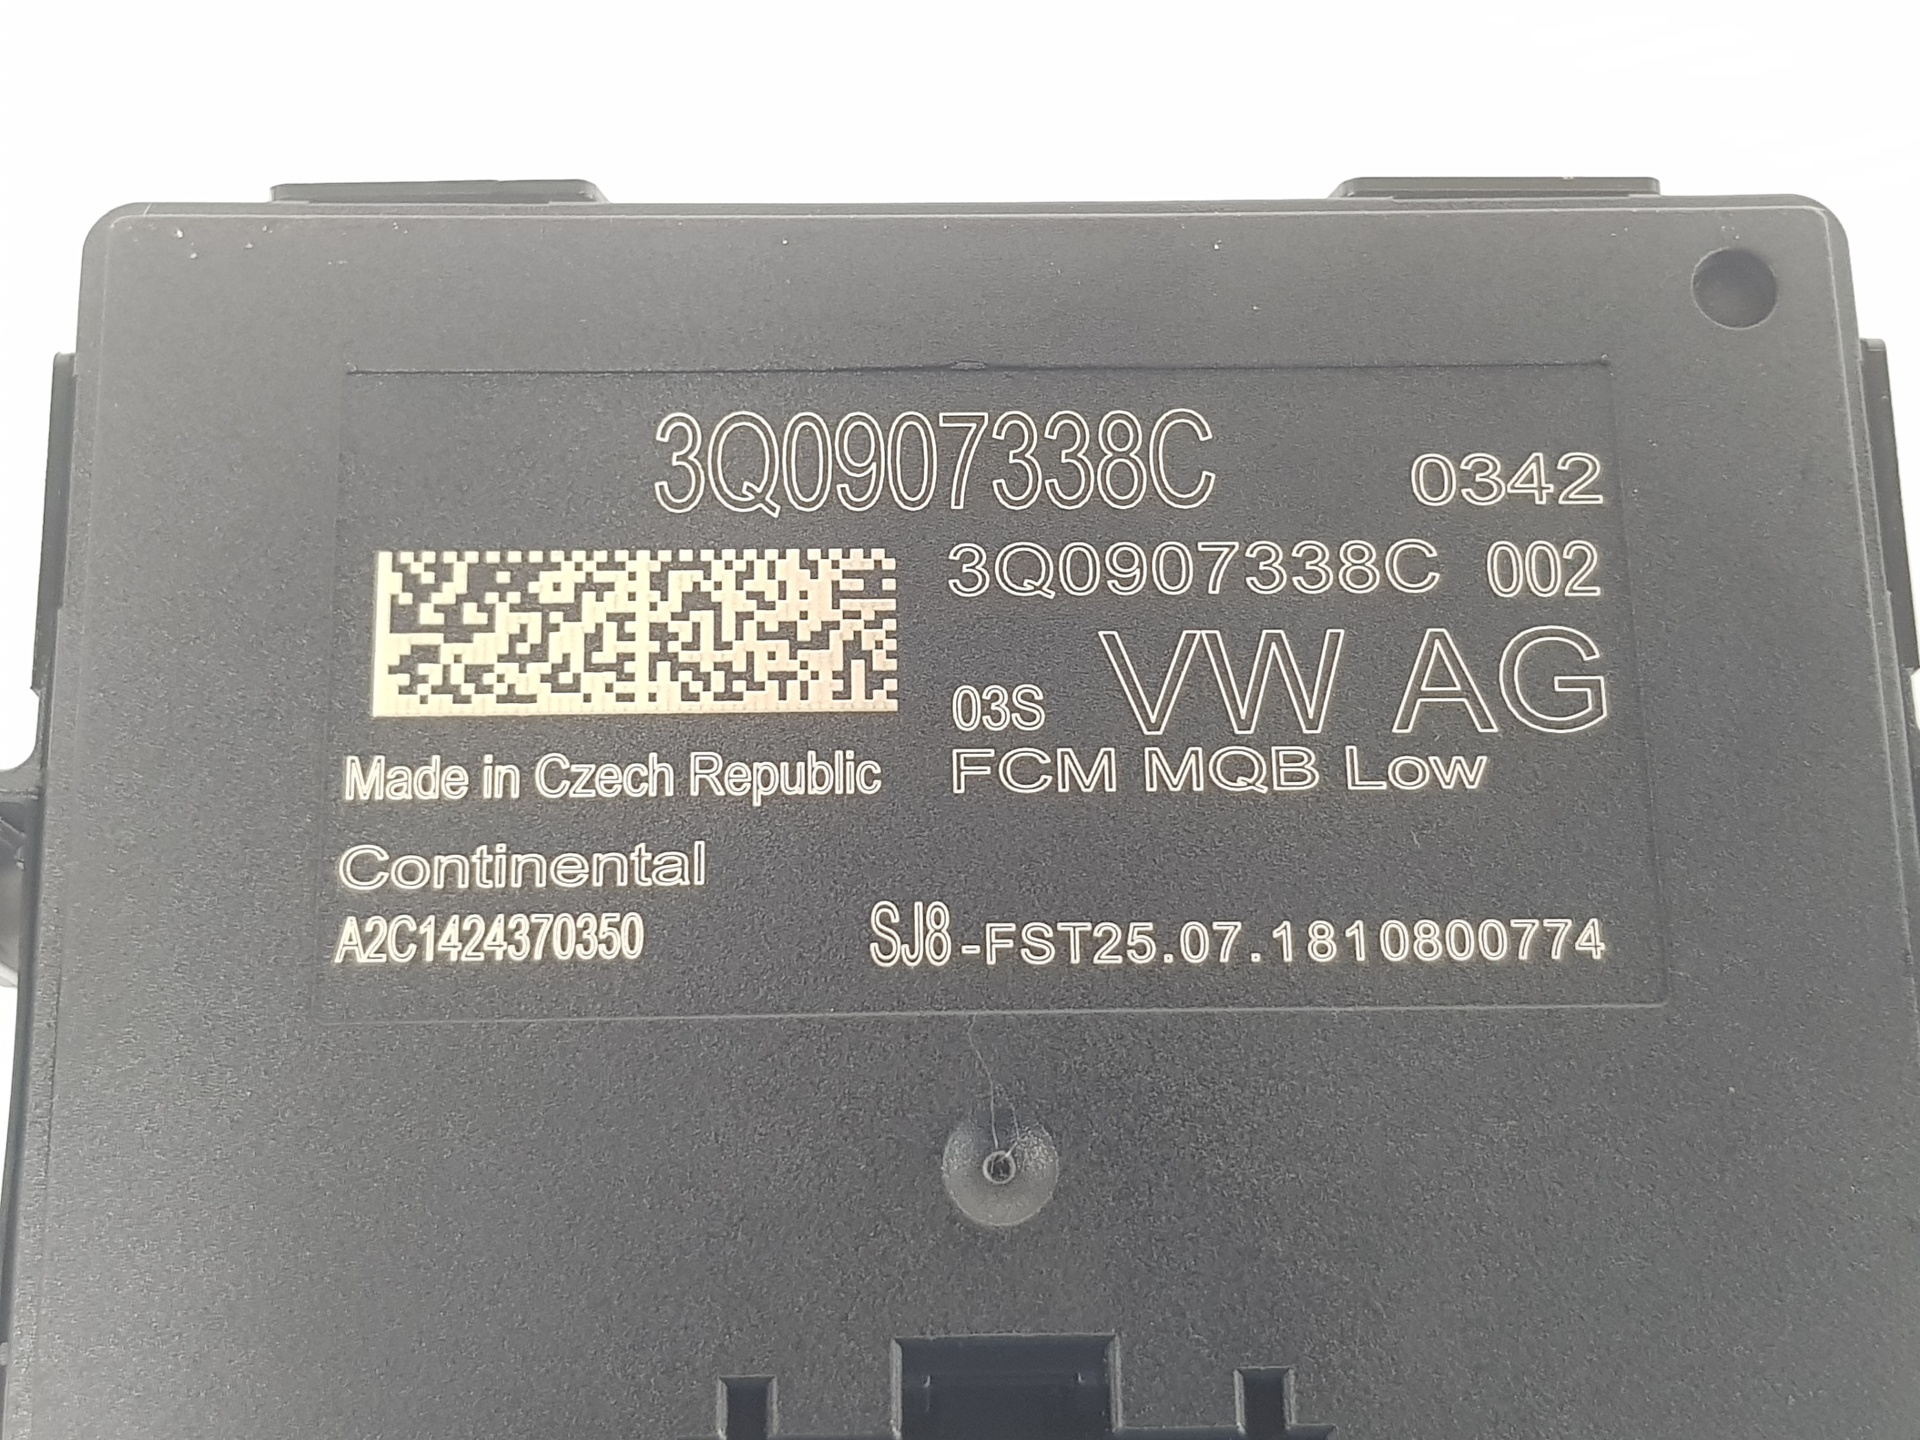 3Q0907338C 0342
3Q0907338C 002
03S VW AG
Made in Czech Republic FCM MQB Low
Continental
A2C1424370350 SJ8-FST25.07.1810800774